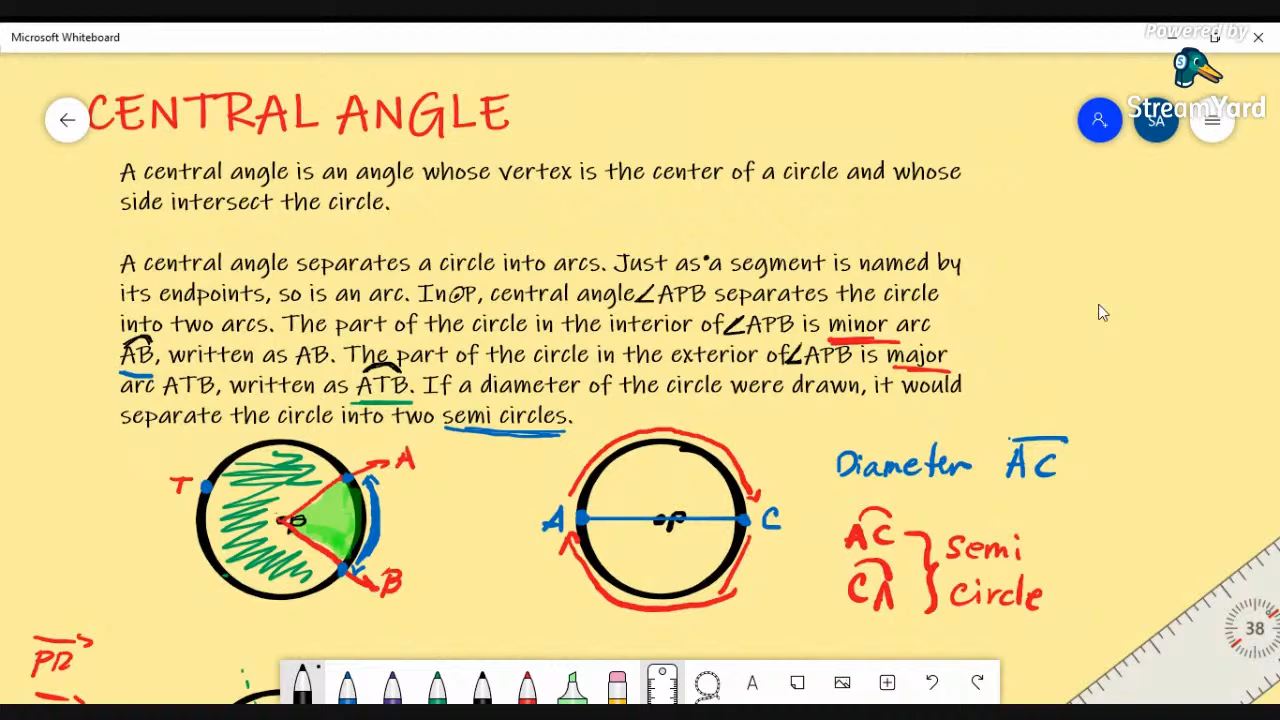 Microsoft Whiteboard
Powered by
StreamYard
SA
CENTRAL ANGLE
A central angle is an angle whose vertex is the center of a circle and whose
side intersect the circle.
A central angle separates a circle into arcs. Just as a segment is named by
its endpoints, so is an arc. In⊙P, central angle∠APB separates the circle
into two arcs. The part of the circle in the interior of∠APB is minor arc
AB, written as AB. The part of the circle in the exterior of∠APB is major
arc ATB, written as ATB. If a diameter of the circle were drawn, it would
separate the circle into two semi circles.
T
A
P
B
A
P
C
Diameter AC
AC
CA
semi
circle
38
PR
A